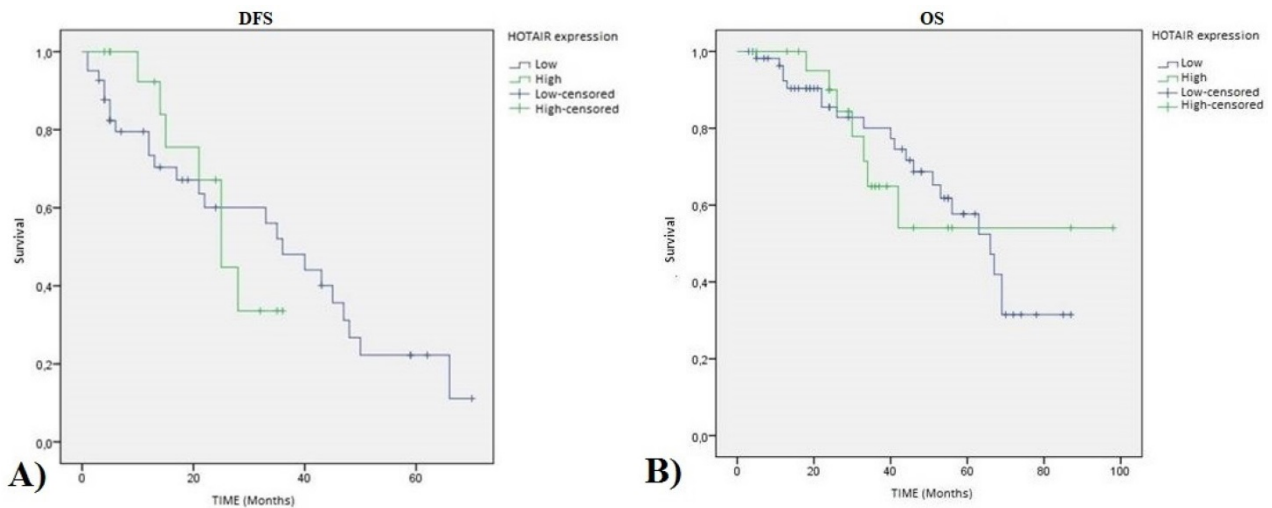 DFS
HOTAIR expression
Low
High
Low-censored
High-censored
1,0
0,8
0,6
0,4
0,2
0,0
Survival
0
20
40
60
TIME (Months)
A)
OS
HOTAIR expression
Low
High
Low-censored
High-censored
1,0
0,8
0,6
0,4
0,2
0,0
Survival
0
20
40
60
80
100
TIME (Months)
B)